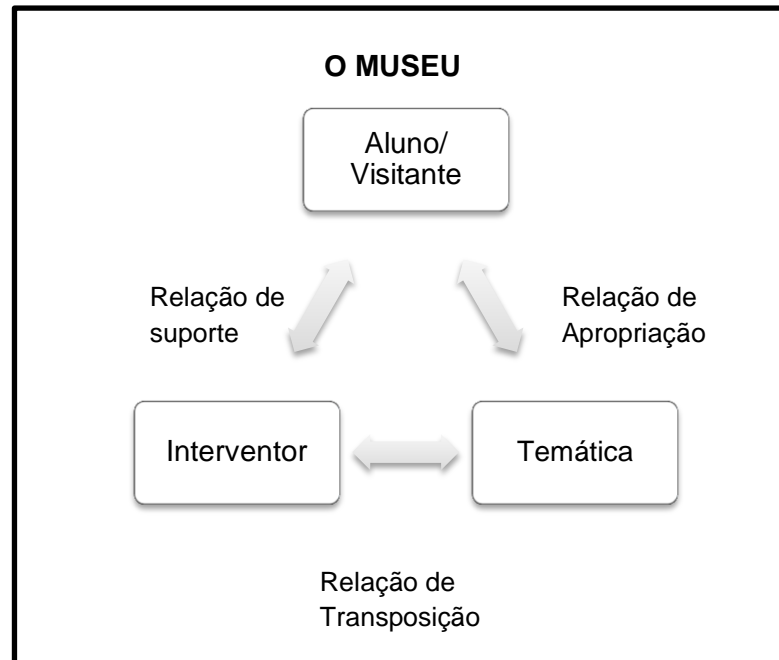 O MUSEU
Aluno/
Visitante
Relação de
suporte
Relação de
Apropriação
Interventor
Temática
Relação de
Transposição